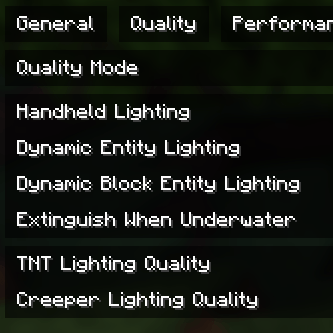 General Quality
Quality Mode
Handheld Lighting
Dynamic Entity Lighting
Dynamic Block Entity Lighting
Extinguish When Underwater
TNT Lighting Quality
Creeper Lighting Quality